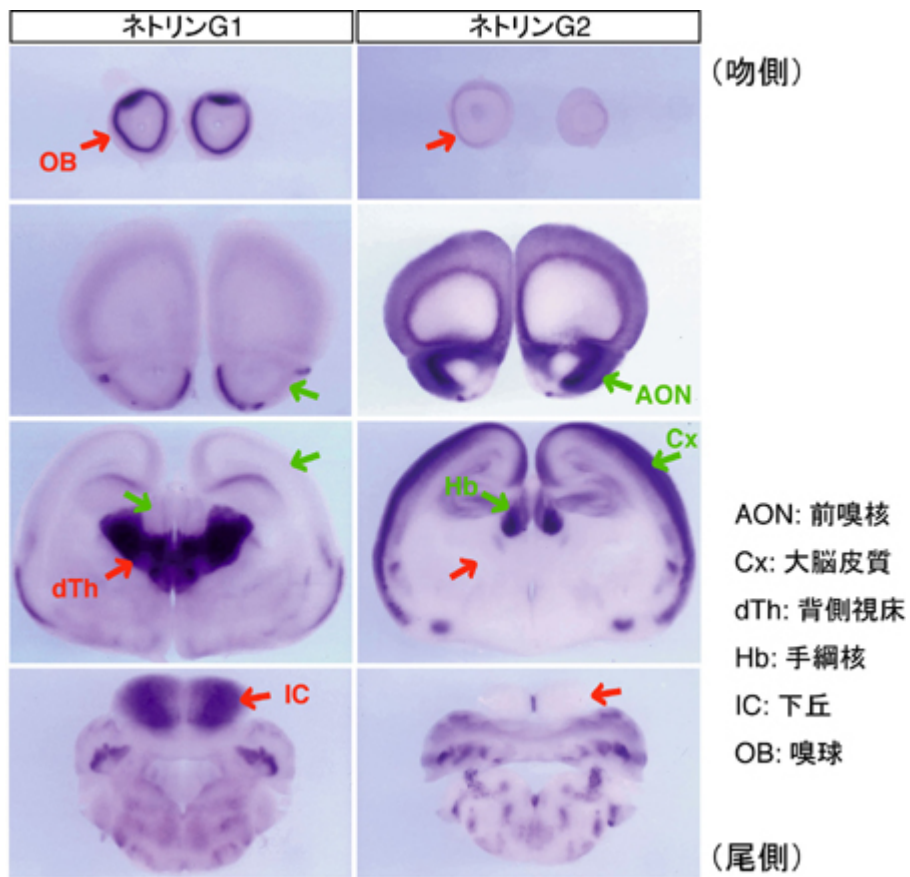 ネトリンG1
ネトリンG2
(吻側)
OB
AON
Cx
Hb
dTh
AON: 前嗅核
Cx: 大脳皮質
dTh: 背側視床
Hb: 手綱核
IC: 下丘
OB: 嗅球
IC
(尾側)